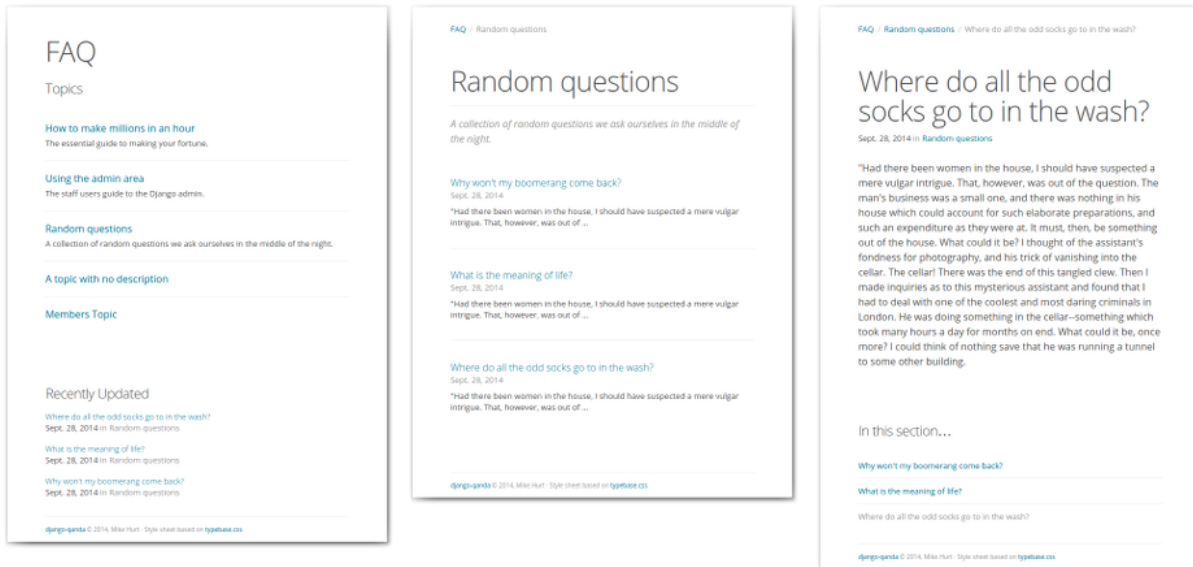 FAQ
Topics
How to make millions in an hour
The essential guide to making your fortune.
Using the admin area
The staff users guide to the Django admin.
Random questions
A collection of random questions we ask ourselves in the middle of the night.
A topic with no description
Members Topic
Recently Updated
Where do all the odd socks go to in the wash?
Sept. 28, 2014 in Random questions
What is the meaning of life?
Sept. 28, 2014 in Random questions
Why won't my boomerang come back?
Sept. 28, 2014 in Random questions
django-qanda © 2014, Mike Hurt · Style sheet based on typebase.css
FAQ / Random questions
Random questions
A collection of random questions we ask ourselves in the middle of
the night.
Why won't my boomerang come back?
Sept. 28, 2014
"Had there been women in the house, I should have suspected a mere vulgar
intrigue. That, however, was out of ...
What is the meaning of life?
Sept. 28, 2014
"Had there been women in the house, I should have suspected a mere vulgar
intrigue. That, however, was out of ...
Where do all the odd socks go to in the wash?
Sept. 28, 2014
"Had there been women in the house, I should have suspected a mere vulgar
intrigue. That, however, was out of ...
django-qanda © 2014, Mike Hurt · Style sheet based on typebase.css
FAQ / Random questions / Where do all the odd socks go to in the wash?
Where do all the odd
socks go to in the wash?
Sept. 28, 2014 in Random questions
"Had there been women in the house, I should have suspected a
mere vulgar intrigue. That, however, was out of the question. The
man's business was a small one, and there was nothing in his
house which could account for such elaborate preparations, and
such an expenditure as they were at. It must, then, be something
out of the house. What could it be? I thought of the assistant's
fondness for photography, and his trick of vanishing into the
cellar. The cellar! There was the end of this tangled clew. Then I
made inquiries as to this mysterious assistant and found that I
had to deal with one of the coolest and most daring criminals in
London. He was doing something in the cellar--something which
took many hours a day for months on end. What could it be, once
more? I could think of nothing save that he was running a tunnel
to some other building.
In this section...
Why won't my boomerang come back?
What is the meaning of life?
Where do all the odd socks go to in the wash?
django-qanda © 2014, Mike Hurt · Style sheet based on typebase.css